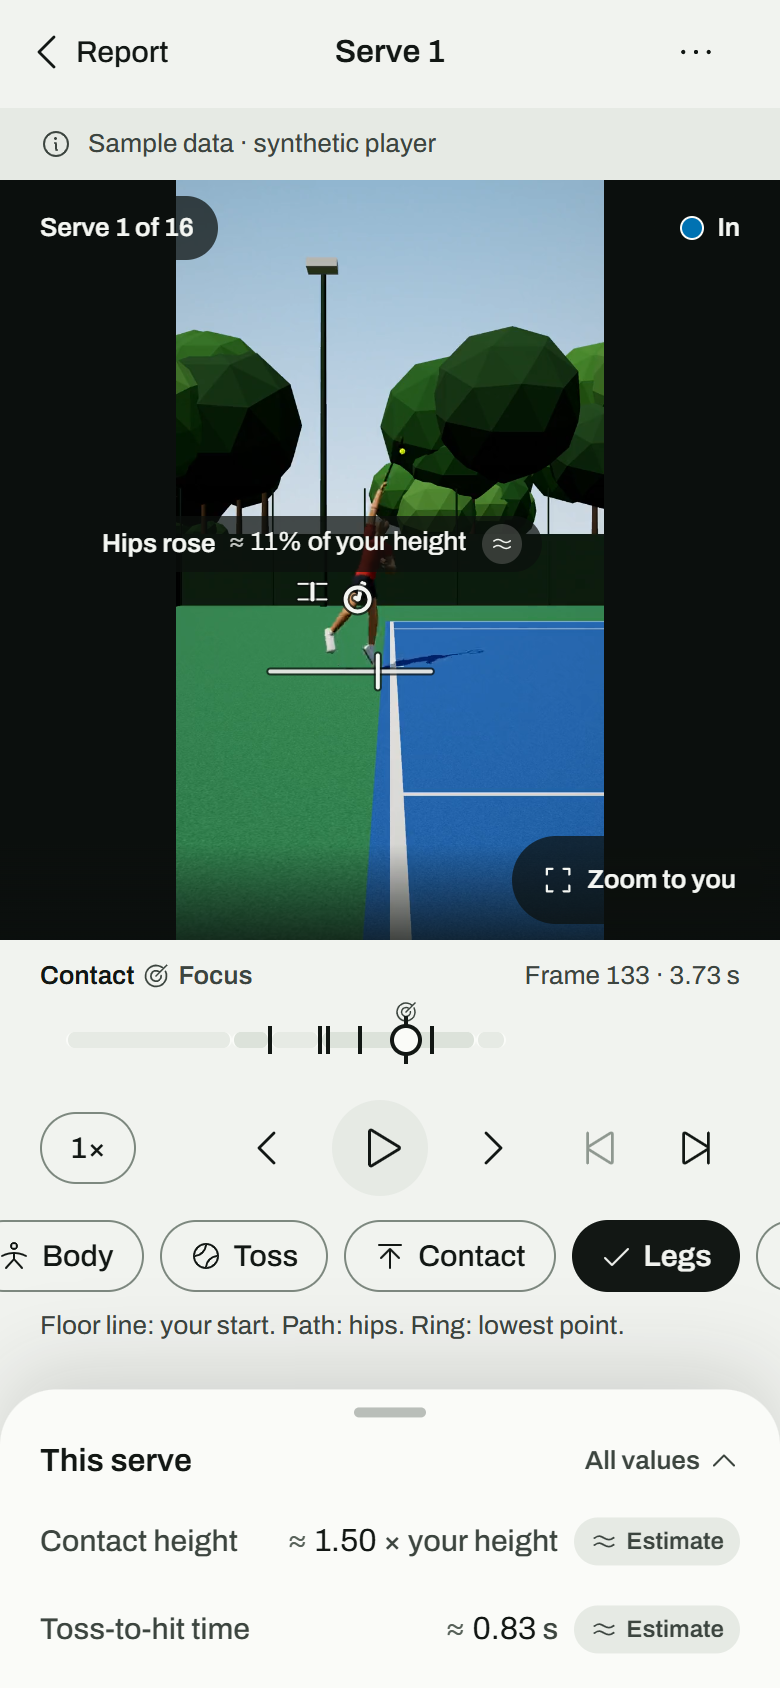 Report
Serve 1
Sample data · synthetic player
Serve 1 of 16
In
Hips rose ≈ 11% of your height
Zoom to you
Contact Focus
Frame 133 · 3.73 s
1×
Body
Toss
Contact
Legs
Floor line: your start. Path: hips. Ring: lowest point.
This serve
All values
Contact height ≈ 1.50 × your height Estimate
Toss-to-hit time ≈ 0.83 s Estimate